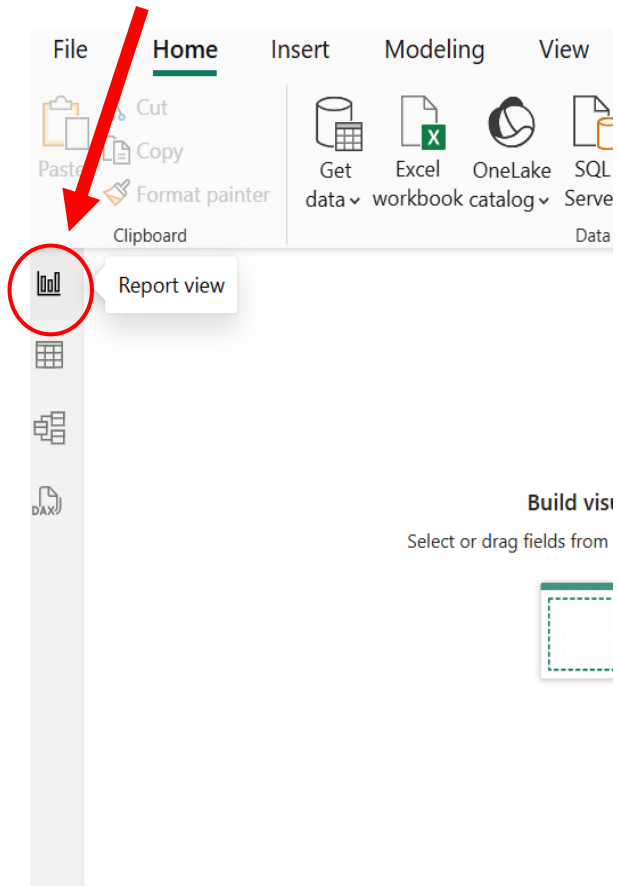 File Home Insert Modeling View
Cut
Copy
Paste
Format painter
Clipboard
Get data
Excel workbook
X
OneLake catalog
SQL Serve
Data
Report view
DAX
Build visu
Select or drag fields from